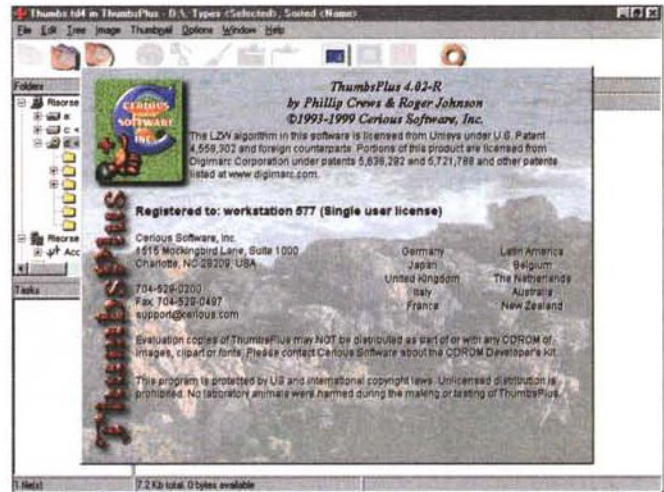 Thumbs.td4 in ThumbsPlus - D:\, Types <Selected>, Sorted <Name>
File Edit Tree Image Thumbnail Options Window Help
Folders
Risorse
a:
c: <
d: <
Risorse
Acc
Tasks
CERIOUS
SOFTWARE
INC.
ThumbsPlus
ThumbsPlus 4.02-R
by Phillip Crews & Roger Johnson
©1993-1999 Cerious Software, Inc.
The LZW algorithm in this software is licensed from Unisys under U.S. Patent
4,558,302 and foreign counterparts. Portions of this product are licensed from
Digimarc Corporation under patents 5,636,292 and 5,721,788 and other patents
listed at www.digimarc.com.
Registered to: workstation 577 (Single user license)
Cerious Software, Inc.
1515 Mockingbird Lane, Suite 1000
Charlotte, NC 28209, USA
704-529-0200
Fax 704-529-0497
support@cerious.com
Germany Latin America
Japan Belgium
United Kingdom The Netherlands
Italy Australia
France New Zealand
Evaluation copies of ThumbsPlus may NOT be distributed as part of or with any CDROM of
images, clipart or fonts. Please contact Cerious Software about the CDROM Developer's Kit.
This program is protected by US and international copyright laws. Unlicensed distribution is
prohibited. No laboratory animals were harmed during the making or testing of ThumbsPlus.
1 file(s) 7.2 Kb total. 0 bytes available